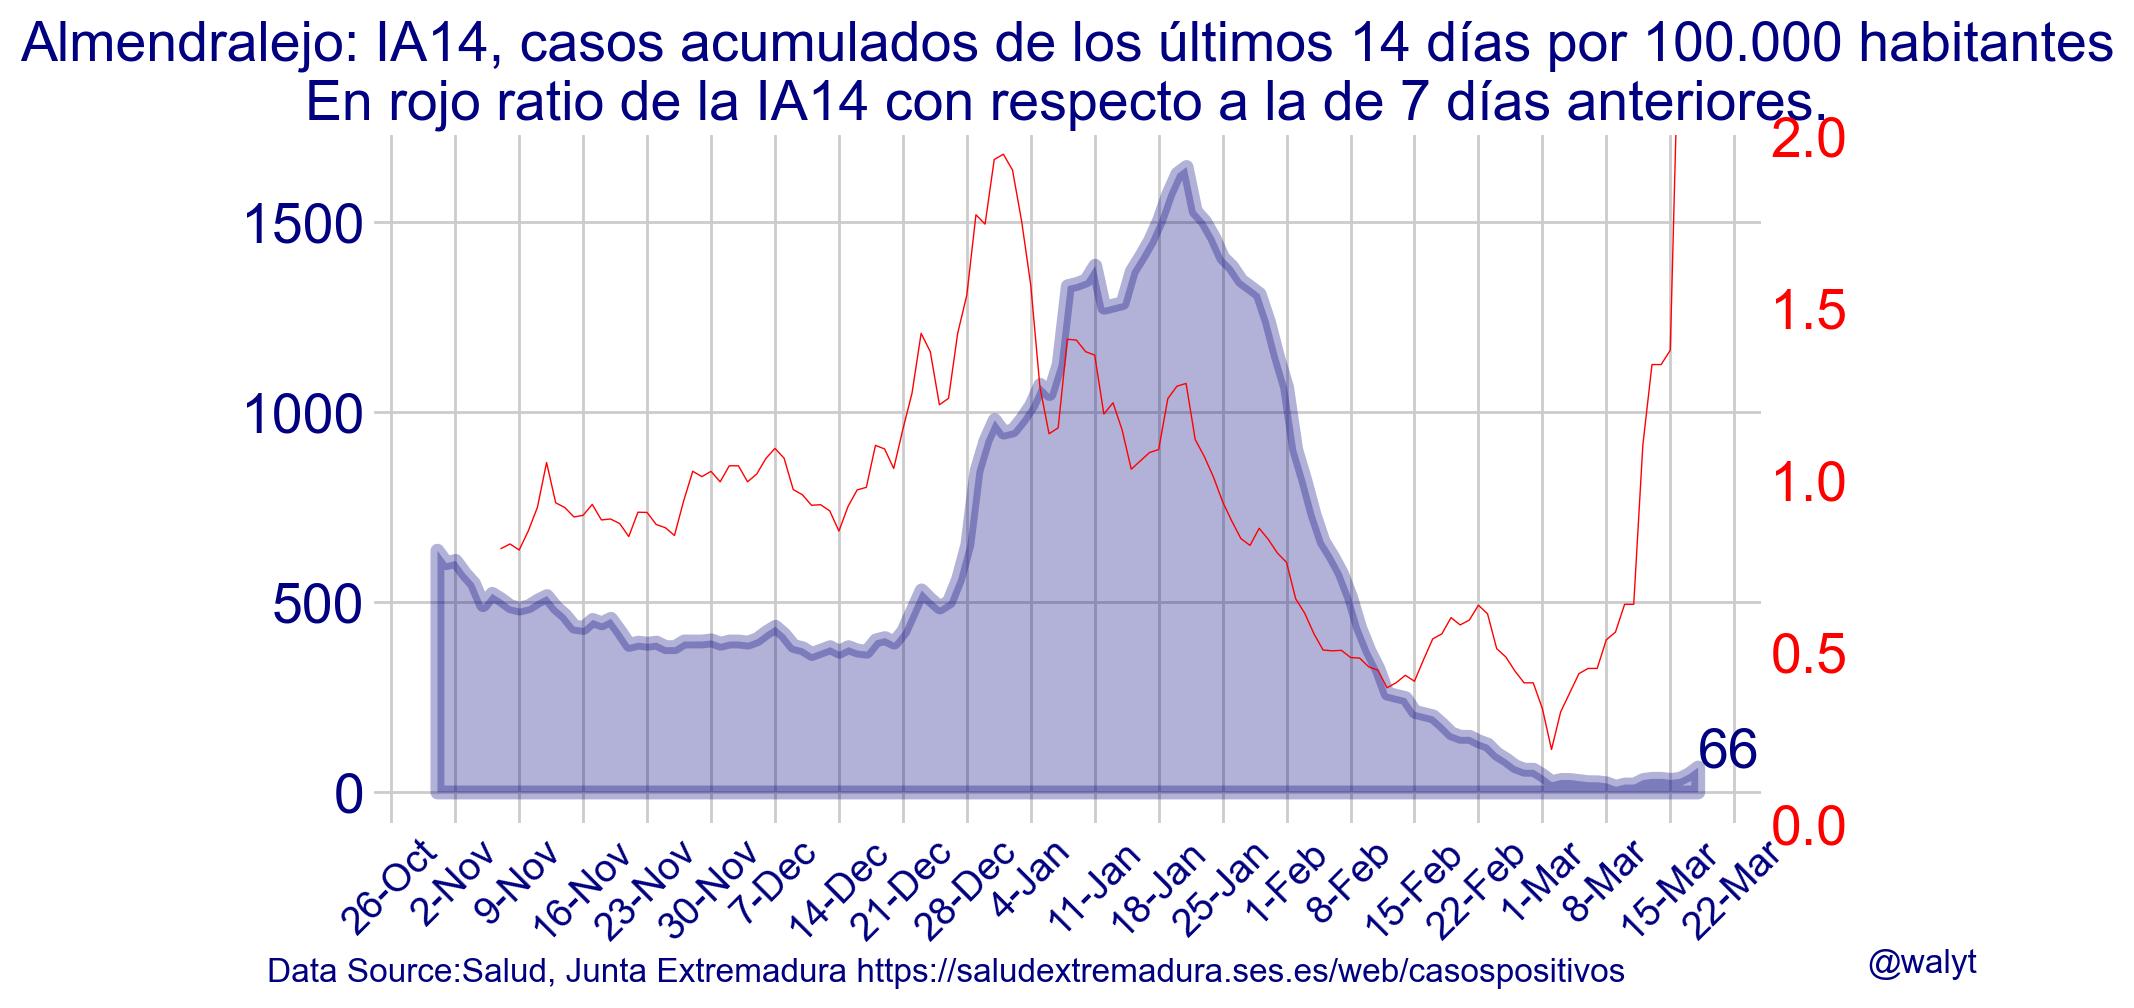 Almendralejo: IA14, casos acumulados de los últimos 14 días por 100.000 habitantes
En rojo ratio de la IA14 con respecto a la de 7 días anteriores.
2.0
1500
1.5
1000
1.0
500
0.5
66
0
0.0
26-Oct
2-Nov
9-Nov
16-Nov
23-Nov
30-Nov
7-Dec
14-Dec
21-Dec
28-Dec
4-Jan
11-Jan
18-Jan
25-Jan
1-Feb
8-Feb
15-Feb
22-Feb
1-Mar
8-Mar
15-Mar
22-Mar
Data Source:Salud, Junta Extremadura https://saludextremadura.ses.es/web/casospositivos
@walyt